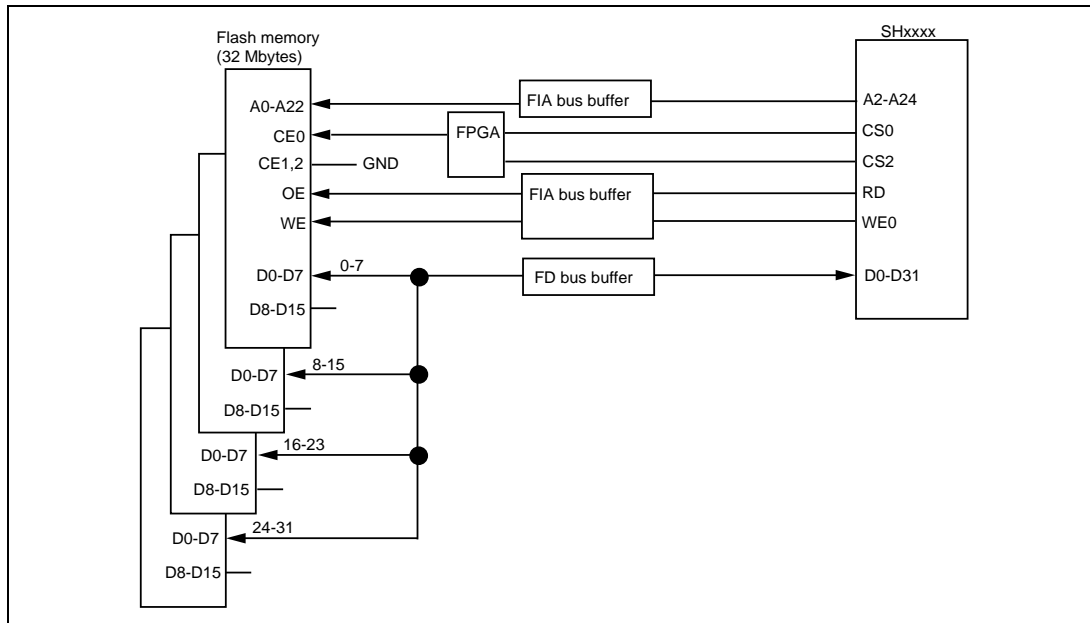 Flash memory
(32 Mbytes)
SHxxxx
A0-A22
FIA bus buffer
A2-A24
CE0
FPGA
CS0
CE1,2
GND
CS2
OE
FIA bus buffer
RD
WE
WE0
D0-D7
0-7
FD bus buffer
D0-D31
D8-D15
D0-D7
8-15
D8-D15
D0-D7
16-23
D8-D15
D0-D7
24-31
D8-D15